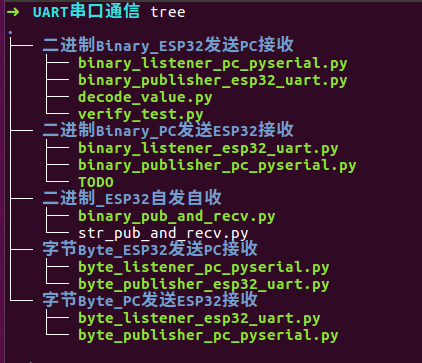 ➜ UART串口通信 tree
.
├── 二进制Binary_ESP32发送PC接收
│   ├── binary_listener_pc_pyserial.py
│   ├── binary_publisher_esp32_uart.py
│   ├── decode_value.py
│   └── verify_test.py
├── 二进制Binary_PC发送ESP32接收
│   ├── binary_listener_esp32_uart.py
│   ├── binary_publisher_pc_pyserial.py
│   └── TODO
├── 二进制_ESP32自发自收
│   ├── binary_pub_and_recv.py
│   └── str_pub_and_recv.py
├── 字节Byte_ESP32发送PC接收
│   ├── byte_listener_pc_pyserial.py
│   └── byte_publisher_esp32_uart.py
└── 字节Byte_PC发送ESP32接收
    ├── byte_listener_esp32_uart.py
    └── byte_publisher_pc_pyserial.py